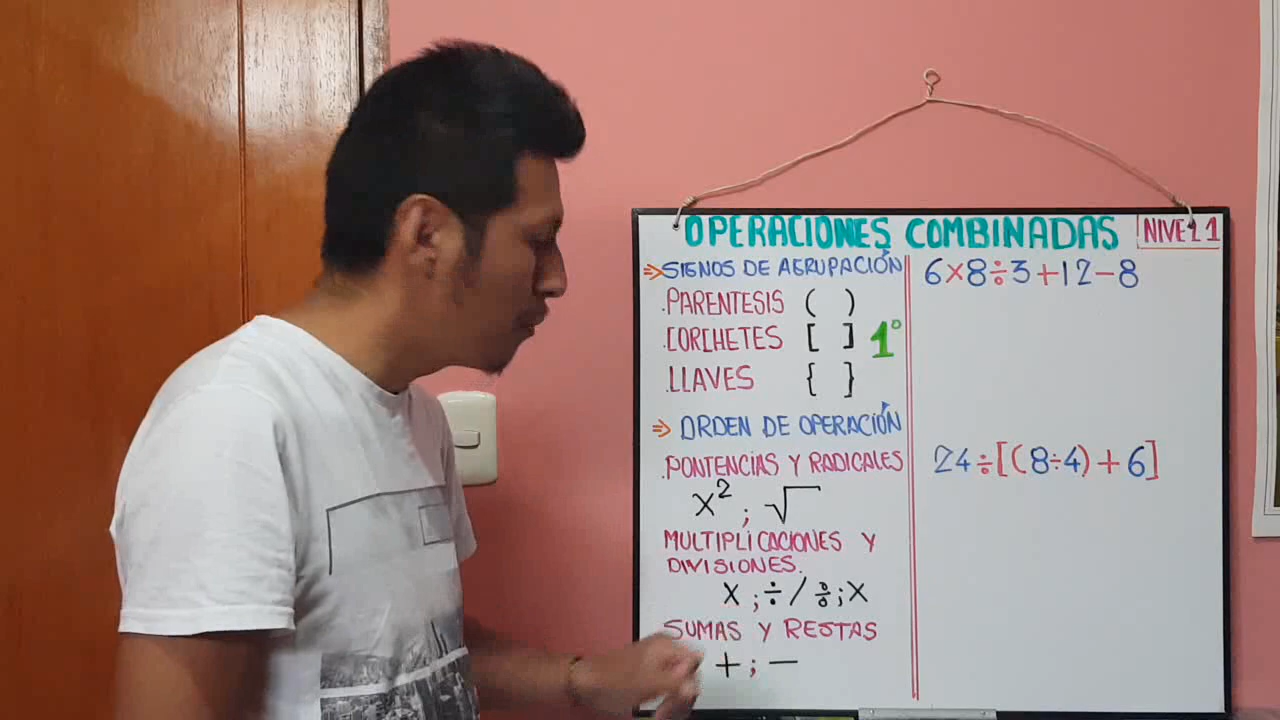 OPERACIONES COMBINADAS NIVEL 1
⇒ SIGNOS DE AGRUPACIÓN
.PARENTESIS ( )
.CORCHETES [ ] 1°
.LLAVES { }
⇒ ORDEN DE OPERACIÓN
.PONTENCIAS Y RADICALES
x² ; √
MULTIPLICACIONES Y
DIVISIONES.
x ; ÷ / ÷ ; x
.SUMAS Y RESTAS
+ ; −
6×8÷3+12−8
24÷[(8÷4)+6]